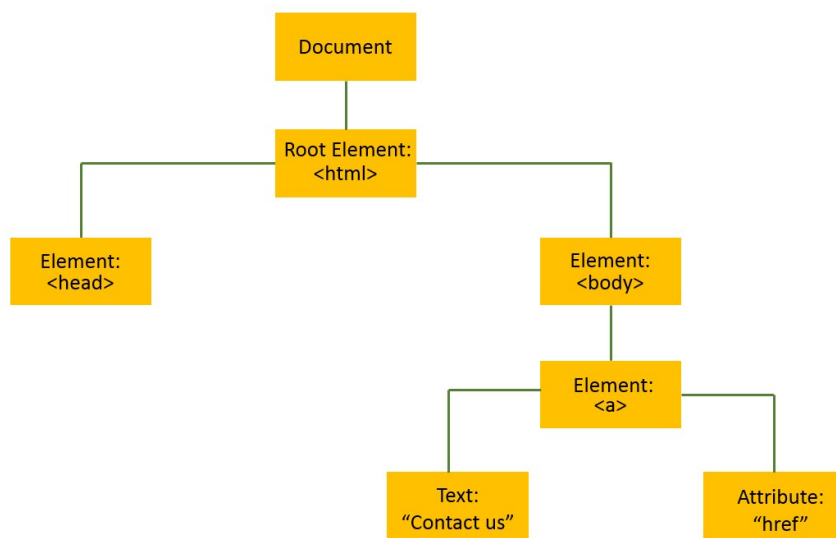 Document
Root Element:
<html>
Element:
<head>
Element:
<body>
Element:
<a>
Text:
“Contact us”
Attribute:
“href”